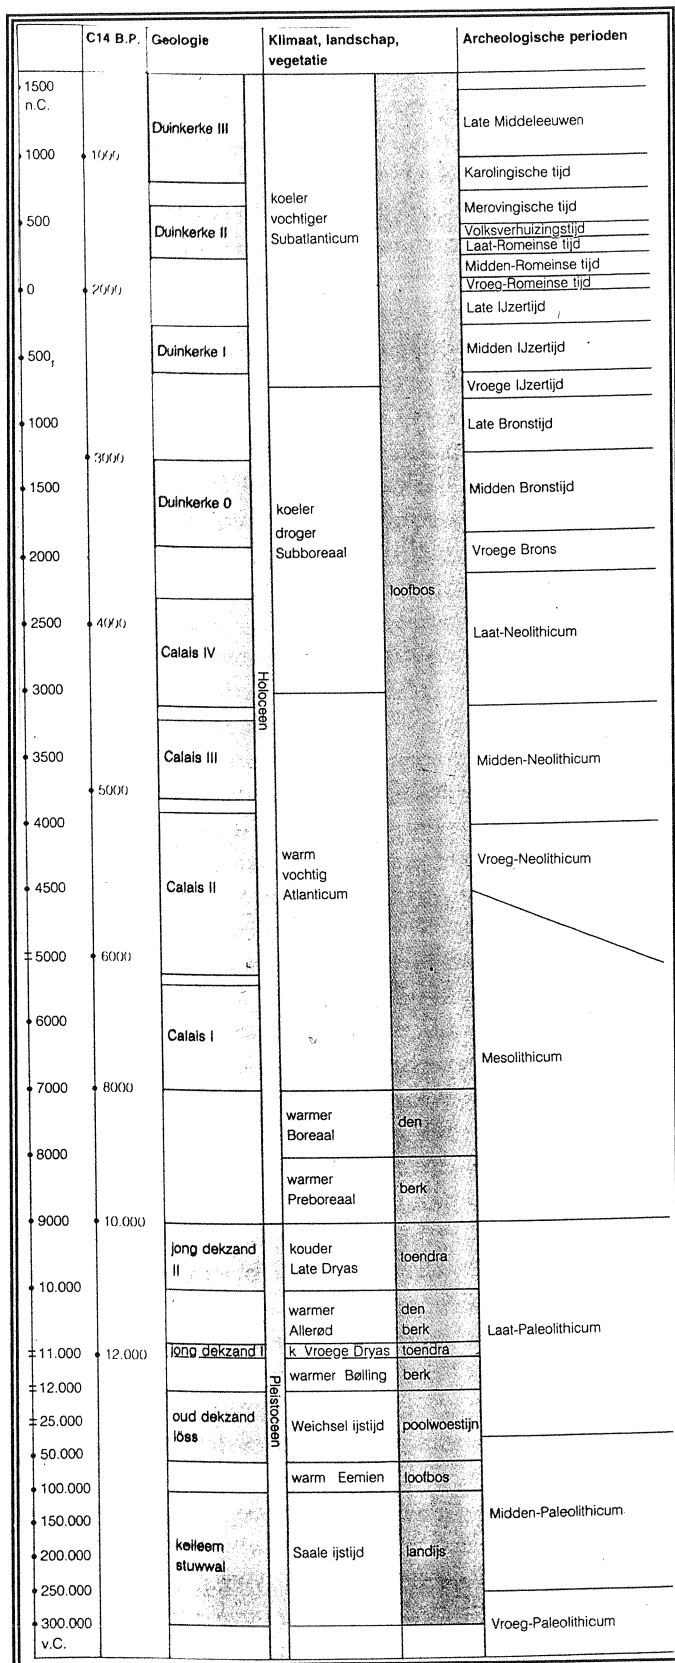 C14 B.P.
Geologie
Klimaat, landschap,
vegetatie
Archeologische perioden
1500
n.C.
1000
500
0
500
1000
1500
2000
2500
3000
3500
4000
4500
5000
6000
7000
8000
9000
10.000
11.000
12.000
25.000
50.000
100.000
150.000
200.000
250.000
300.000
v.C.
1000
2000
3000
4000
5000
6000
8000
10.000
12.000
Duinkerke III
Duinkerke II
Duinkerke I
Duinkerke 0
Calais IV
Calais III
Calais II
Calais I
jong dekzand
II
jong dekzand I
oud dekzand
löss
keileem
stuwwal
Holoceen
Pleistoceen
koeler
vochtiger
Subatlanticum
koeler
droger
Subboreaal
warm
vochtig
Atlanticum
warmer
Boreaal
warmer
Preboreaal
kouder
Late Dryas
warmer
Allerød
k Vroege Dryas
warmer Bølling
Weichsel ijstijd
warm Eemien
Saale ijstijd
loofbos
den
berk
toendra
den
berk
toendra
berk
poolwoestijn
loofbos
landijs
Late Middeleeuwen
Karolingische tijd
Merovingische tijd
Volksverhuizingstijd
Laat-Romeinse tijd
Midden-Romeinse tijd
Vroeg-Romeinse tijd
Late IJzertijd
Midden IJzertijd
Vroege IJzertijd
Late Bronstijd
Midden Bronstijd
Vroege Brons
Laat-Neolithicum
Midden-Neolithicum
Vroeg-Neolithicum
Mesolithicum
Laat-Paleolithicum
Midden-Paleolithicum
Vroeg-Paleolithicum